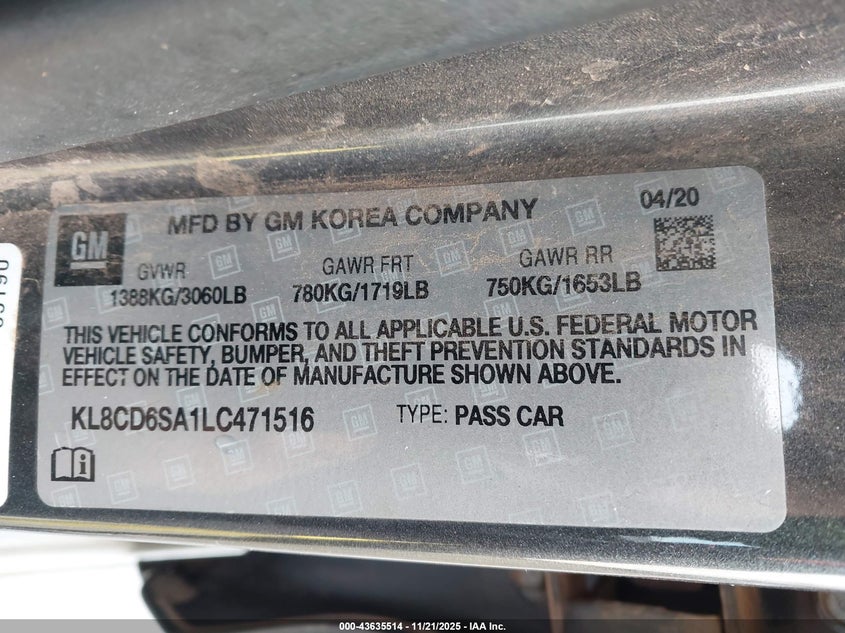 GM
MFD BY GM KOREA COMPANY
04/20
GVWR
GAWR FRT
GAWR RR
1388KG/3060LB
780KG/1719LB
750KG/1653LB
THIS VEHICLE CONFORMS TO ALL APPLICABLE U.S. FEDERAL MOTOR
VEHICLE SAFETY, BUMPER, AND THEFT PREVENTION STANDARDS IN
EFFECT ON THE DATE OF MANUFACTURE SHOWN ABOVE.
KL8CD6SA1LC471516
TYPE: PASS CAR
000-43635514 - 11/21/2025 - IAA Inc.